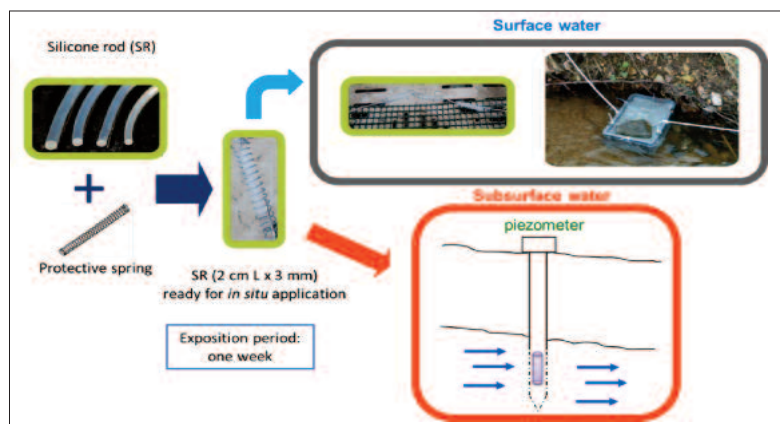 Silicone rod (SR)
Protective spring
SR (2 cm L x 3 mm)
ready for in situ application
Exposition period:
one week
Surface water
Subsurface water
piezometer